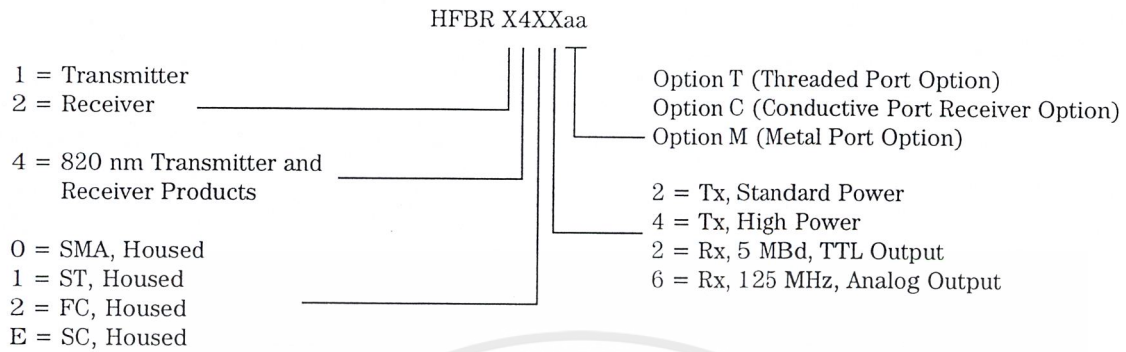 HFBR X4XXaa
1 = Transmitter
2 = Receiver
4 = 820 nm Transmitter and
Receiver Products
0 = SMA, Housed
1 = ST, Housed
2 = FC, Housed
E = SC, Housed
Option T (Threaded Port Option)
Option C (Conductive Port Receiver Option)
Option M (Metal Port Option)
2 = Tx, Standard Power
4 = Tx, High Power
2 = Rx, 5 MBd, TTL Output
6 = Rx, 125 MHz, Analog Output